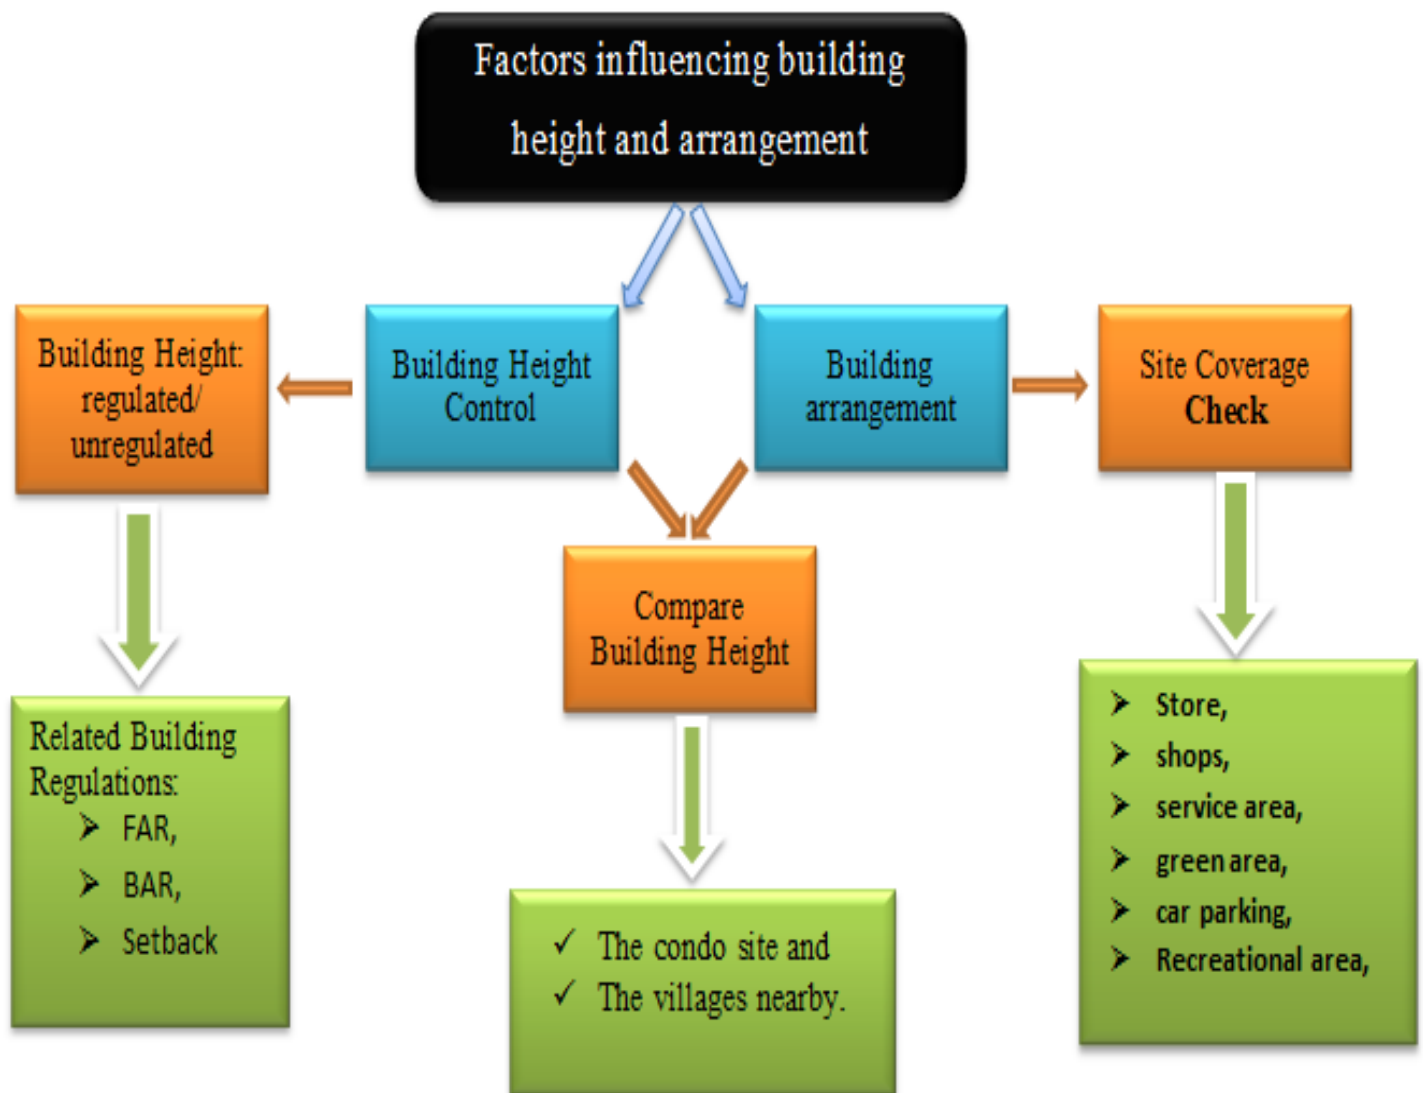 Factors influencing building
height and arrangement
Building Height:
regulated/
unregulated
Building Height
Control
Building
arrangement
Site Coverage
Check
Compare
Building Height
Related Building
Regulations:
➢ FAR,
➢ BAR,
➢ Setback
✓ The condo site and
✓ The villages nearby.
➢ Store,
➢ shops,
➢ service area,
➢ green area,
➢ car parking,
➢ Recreational area,